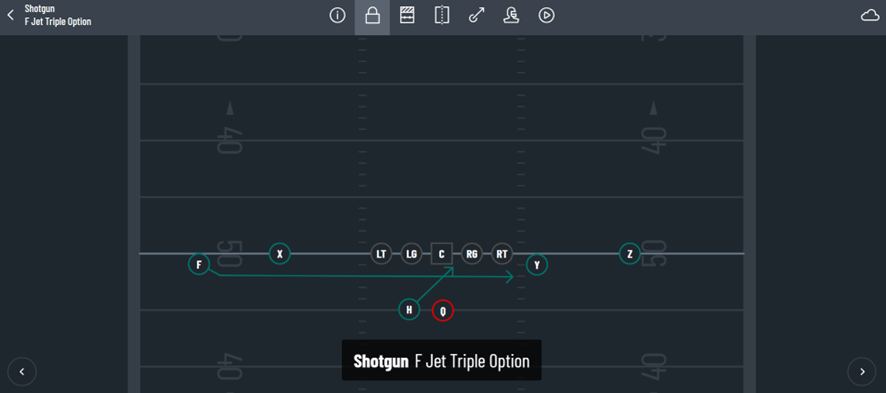 Shotgun
F Jet Triple Option
40 40
50 50
F X LT LG C RG RT Y Z
H Q
Shotgun F Jet Triple Option
40 40